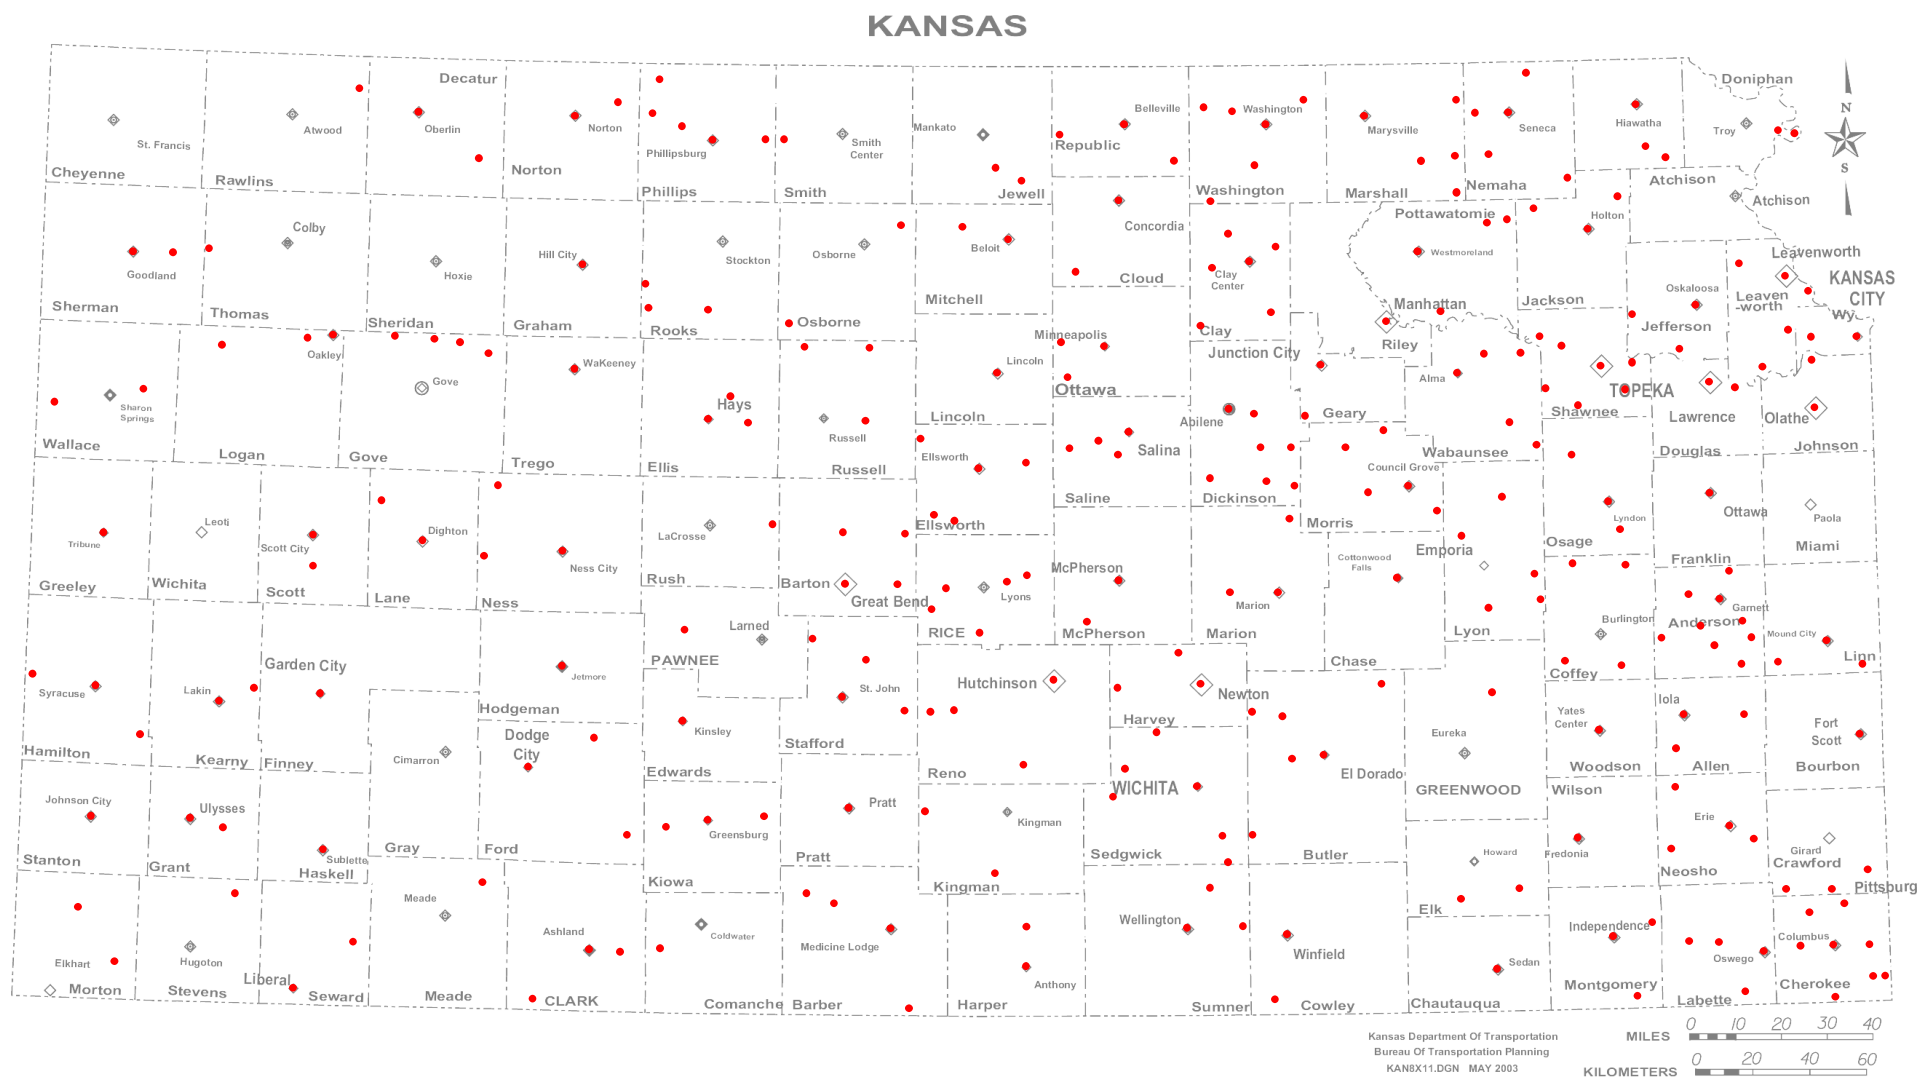 KANSAS
Decatur
Doniphan
St. Francis
Atwood
Oberlin
Norton
Phillipsburg
Smith
Center
Mankato
Belleville
Washington
Marysville
Seneca
Hiawatha
Troy
N
S
Cheyenne
Rawlins
Norton
Phillips
Smith
Jewell
Republic
Washington
Marshall
Nemaha
Atchison
Atchison
Goodland
Colby
Hoxie
Hill City
Stockton
Osborne
Beloit
Concordia
Clay
Center
Pottawatomie
Westmoreland
Holton
Oskaloosa
Leavenworth
KANSAS
CITY
Sherman
Thomas
Sheridan
Graham
Rooks
Osborne
Mitchell
Cloud
Clay
Manhattan
Riley
Jackson
Jefferson
Leaven
-worth
Wy.
Oakley
Gove
WaKeeney
Hays
Russell
Lincoln
Minneapolis
Ottawa
Junction City
Abilene
Alma
TOPEKA
Lawrence
Olathe
Sharon
Springs
Wallace
Logan
Gove
Trego
Ellis
Russell
Lincoln
Ellsworth
Salina
Geary
Wabaunsee
Shawnee
Douglas
Johnson
Council Grove
Tribune
Leoti
Scott City
Dighton
Ness City
LaCrosse
Ellsworth
Saline
Dickinson
Morris
Lyndon
Ottawa
Paola
Greeley
Wichita
Scott
Lane
Ness
Rush
Barton
Great Bend
Lyons
McPherson
Marion
Cottonwood
Falls
Emporia
Osage
Franklin
Miami
Burlington
Garnett
Mound City
Larned
RICE
McPherson
Marion
Chase
Lyon
Coffey
Anderson
Linn
Syracuse
Lakin
Garden City
Jetmore
PAWNEE
St. John
Hutchinson
Newton
Hamilton
Kearny
Finney
Hodgeman
Dodge
City
Cimarron
Kinsley
Edwards
Stafford
Reno
Harvey
El Dorado
Eureka
GREENWOOD
Yates
Center
Woodson
Iola
Allen
Fort
Scott
Bourbon
Johnson City
Ulysses
Sublette
Greensburg
Pratt
Kingman
WICHITA
Wilson
Fredonia
Erie
Girard
Stanton
Grant
Haskell
Gray
Ford
Kiowa
Pratt
Kingman
Sedgwick
Butler
Howard
Elk
Neosho
Crawford
Pittsburg
Elkhart
Hugoton
Liberal
Meade
Ashland
Coldwater
Medicine Lodge
Anthony
Wellington
Winfield
Sedan
Independence
Oswego
Columbus
Morton
Stevens
Seward
Meade
CLARK
Comanche
Barber
Harper
Sumner
Cowley
Chautauqua
Montgomery
Labette
Cherokee
Kansas Department Of Transportation
Bureau Of Transportation Planning
KAN8X11.DGN MAY 2003
MILES 0 10 20 30 40
KILOMETERS 0 20 40 60